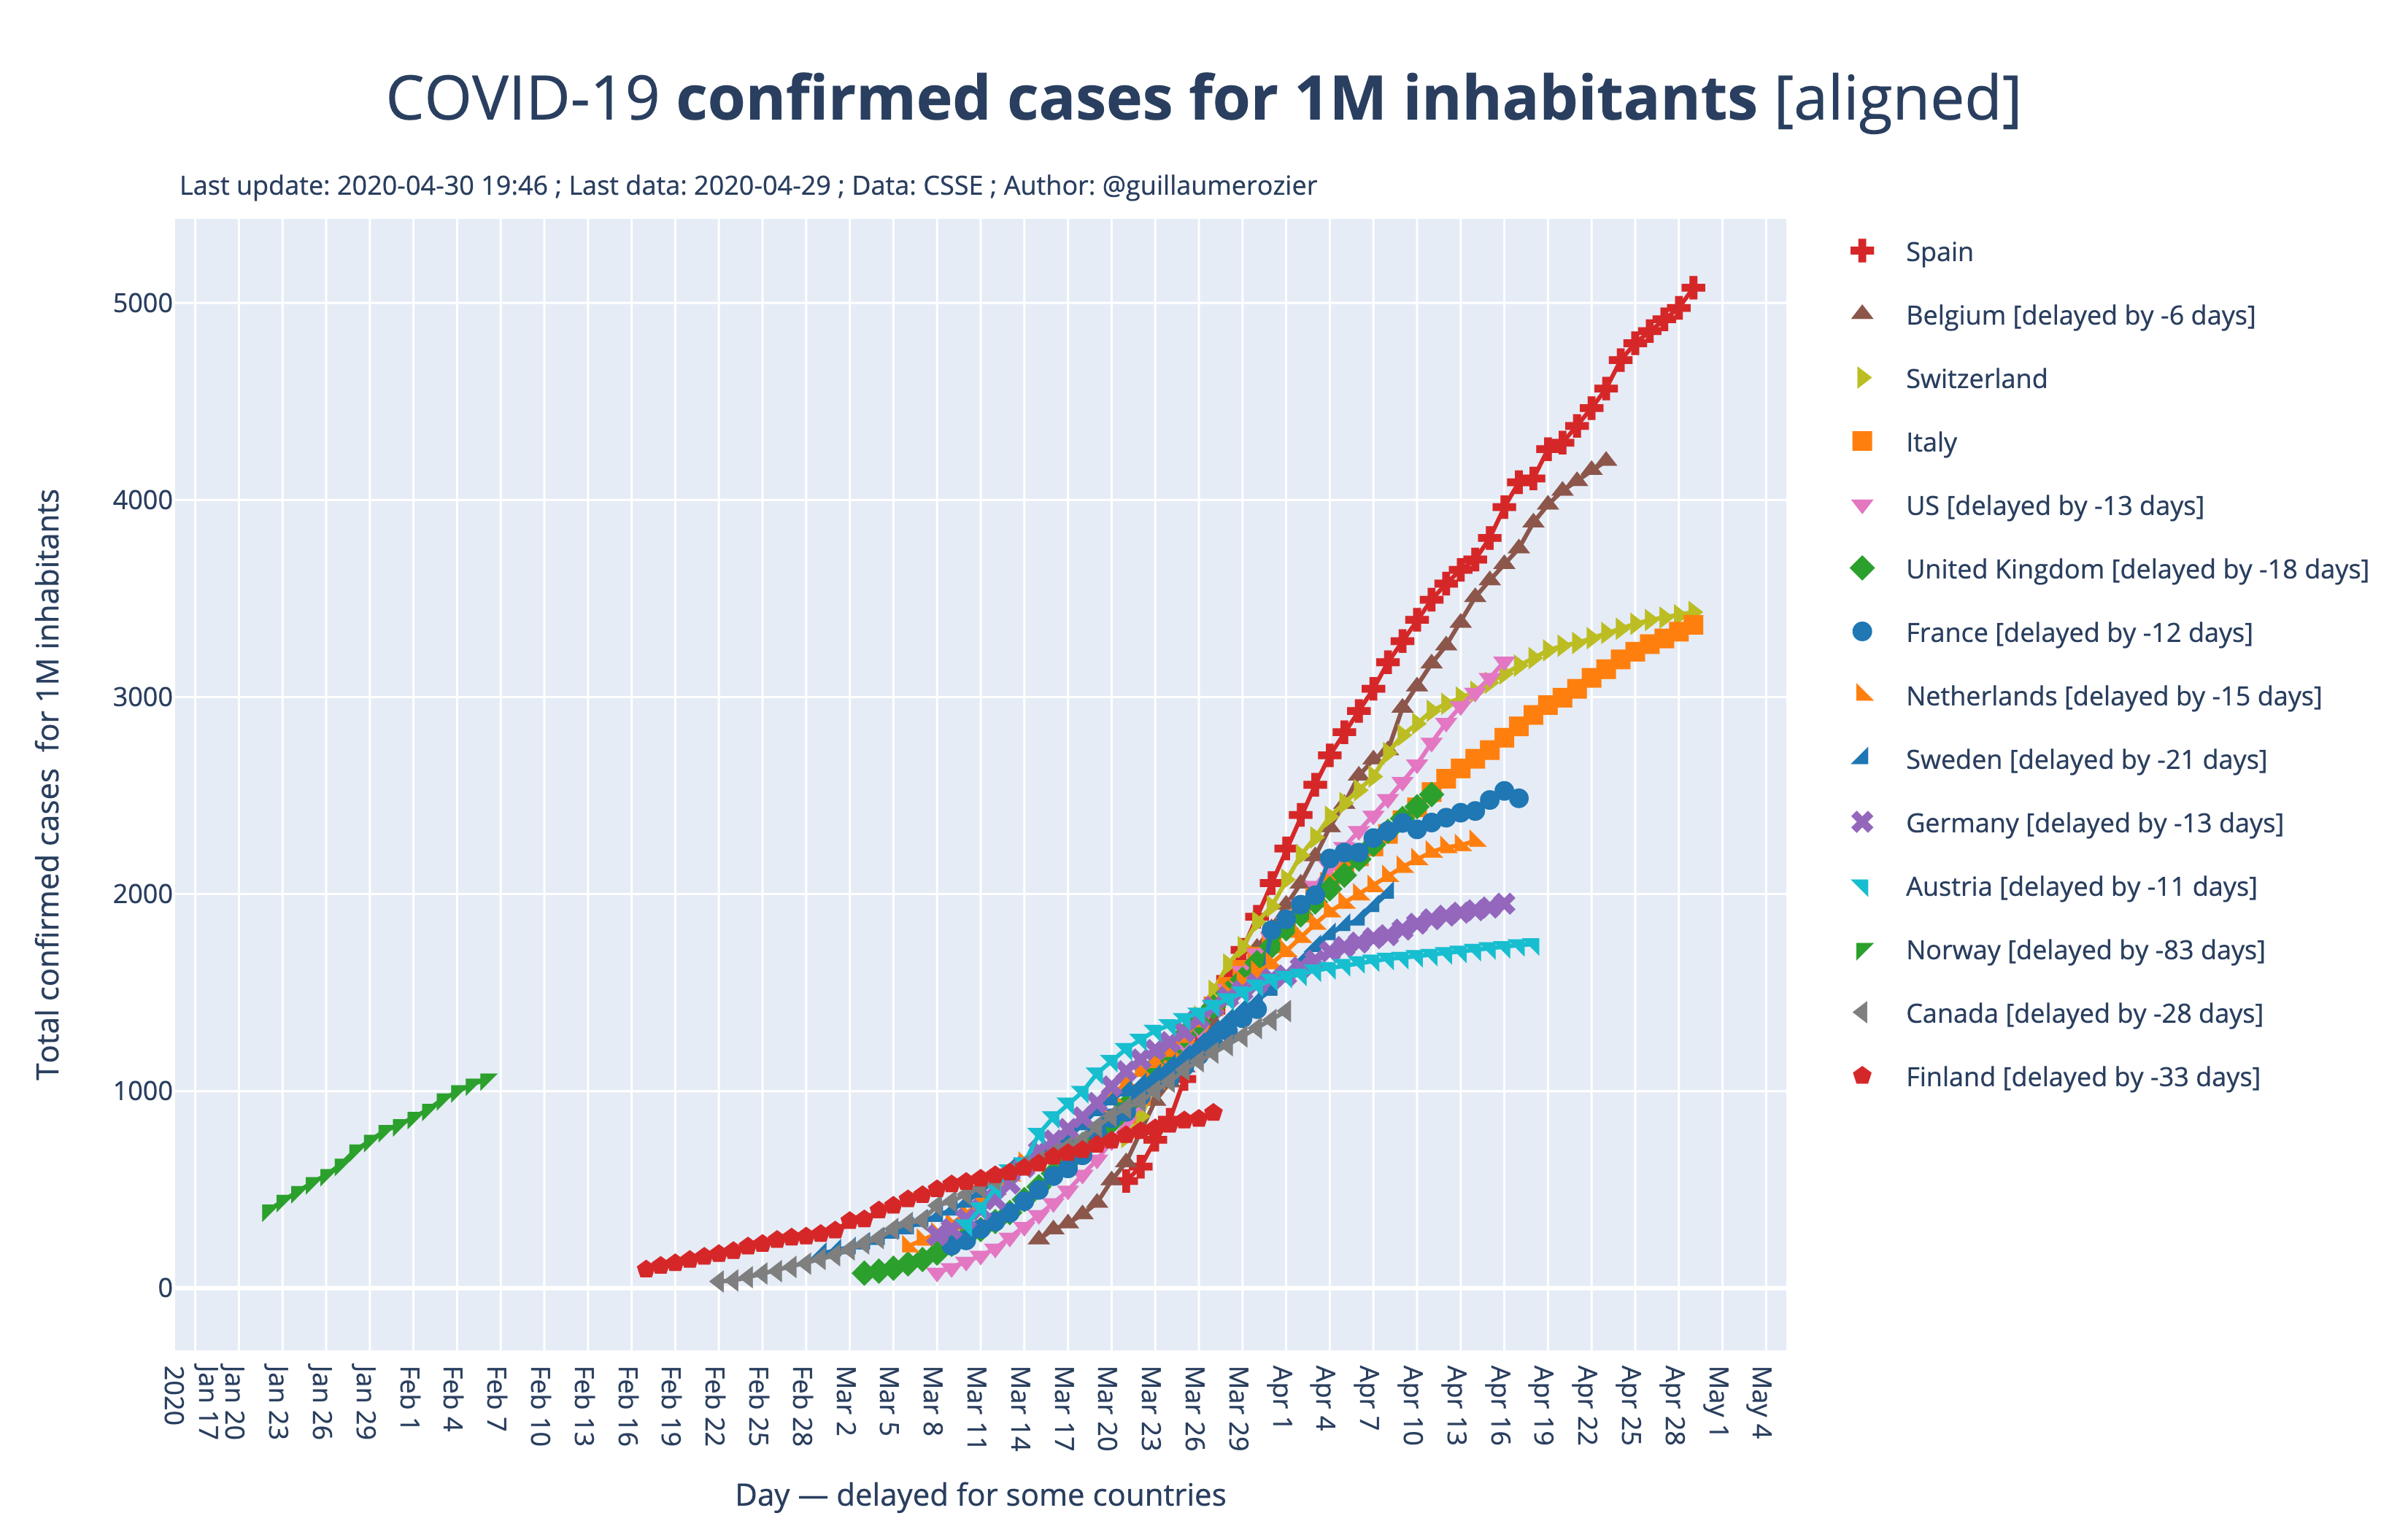 COVID-19 confirmed cases for 1M inhabitants [aligned]
Last update: 2020-04-30 19:46 ; Last data: 2020-04-29 ; Data: CSSE ; Author: @guillaumerozier
Total confirmed cases  for 1M inhabitants
5000
4000
3000
2000
1000
0
Jan 17
2020
Jan 20
Jan 23
Jan 26
Jan 29
Feb 1
Feb 4
Feb 7
Feb 10
Feb 13
Feb 16
Feb 19
Feb 22
Feb 25
Feb 28
Mar 2
Mar 5
Mar 8
Mar 11
Mar 14
Mar 17
Mar 20
Mar 23
Mar 26
Mar 29
Apr 1
Apr 4
Apr 7
Apr 10
Apr 13
Apr 16
Apr 19
Apr 22
Apr 25
Apr 28
May 1
May 4
Day — delayed for some countries
Spain
Belgium [delayed by -6 days]
Switzerland
Italy
US [delayed by -13 days]
United Kingdom [delayed by -18 days]
France [delayed by -12 days]
Netherlands [delayed by -15 days]
Sweden [delayed by -21 days]
Germany [delayed by -13 days]
Austria [delayed by -11 days]
Norway [delayed by -83 days]
Canada [delayed by -28 days]
Finland [delayed by -33 days]